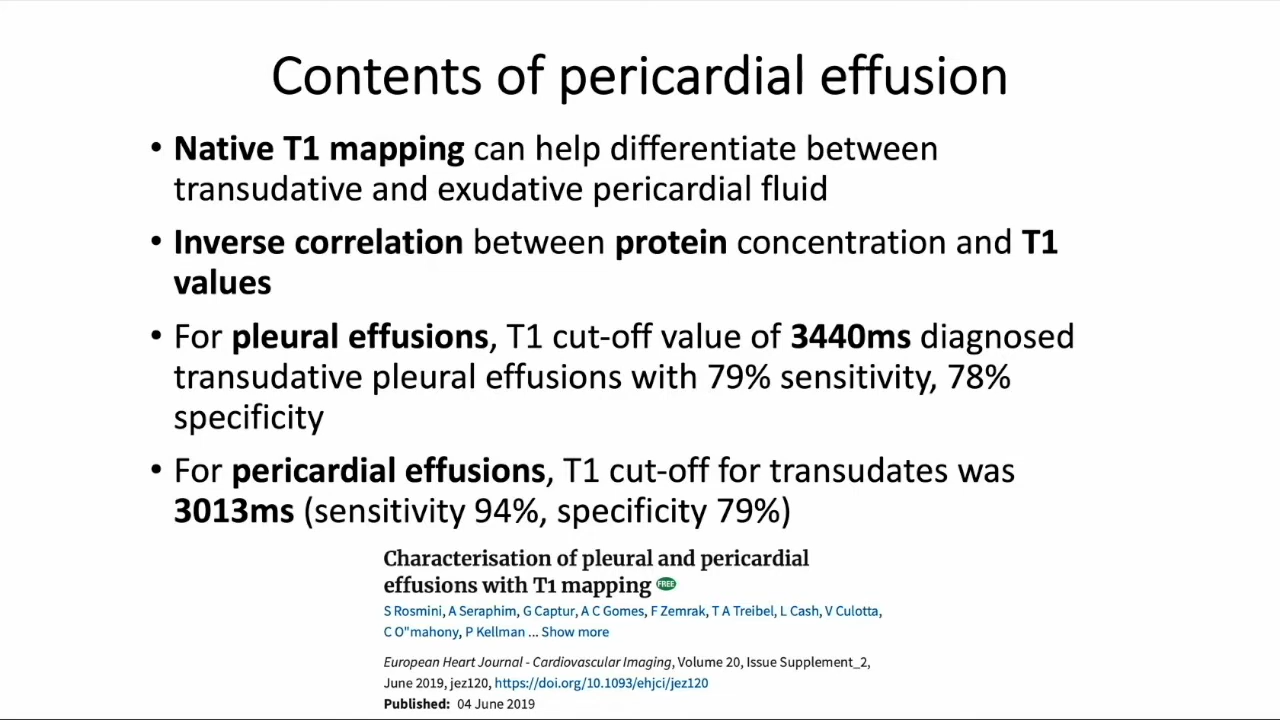 Contents of pericardial effusion
• Native T1 mapping can help differentiate between
transudative and exudative pericardial fluid
• Inverse correlation between protein concentration and T1
values
• For pleural effusions, T1 cut-off value of 3440ms diagnosed
transudative pleural effusions with 79% sensitivity, 78%
specificity
• For pericardial effusions, T1 cut-off for transudates was
3013ms (sensitivity 94%, specificity 79%)
Characterisation of pleural and pericardial
effusions with T1 mapping FREE
S Rosmini, A Seraphim, G Captur, A C Gomes, F Zemrak, T A Treibel, L Cash, V Culotta,
C O"mahony, P Kellman ... Show more
European Heart Journal - Cardiovascular Imaging, Volume 20, Issue Supplement_2,
June 2019, jez120, https://doi.org/10.1093/ehjci/jez120
Published: 04 June 2019